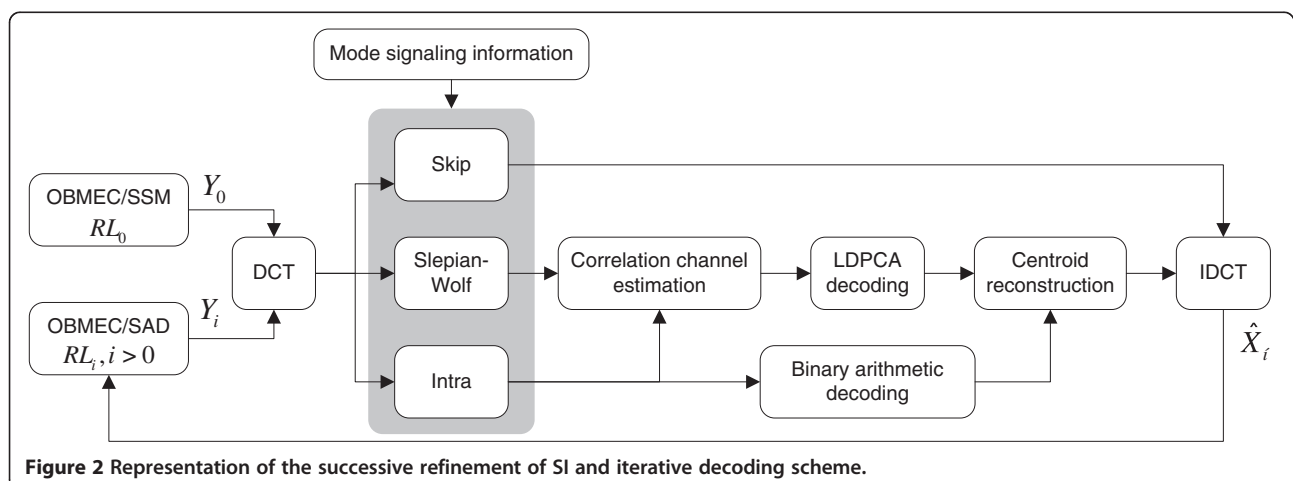 Mode signaling information
Skip
OBMEC/SSM
RL₀
Y₀
DCT
Slepian-
Wolf
Correlation channel
estimation
LDPCA
decoding
Centroid
reconstruction
IDCT
OBMEC/SAD
RLᵢ, i > 0
Yᵢ
Intra
Binary arithmetic
decoding
X̂í
Figure 2 Representation of the successive refinement of SI and iterative decoding scheme.